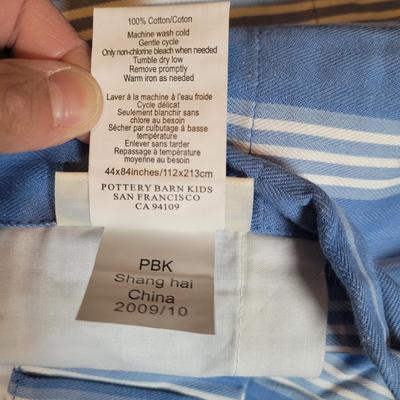 100% Cotton/Coton
Machine wash cold
Gentle cycle
Only non-chlorine bleach when needed
Tumble dry low
Remove promptly
Warm iron as needed
Laver à la machine à l'eau froide
Cycle délicat
Seulement blanchir sans
chlore au besoin
Sécher par culbutage à basse
température
Enlever sans tarder
Repassage à température
moyenne au besoin
44x84inches/112x213cm
POTTERY BARN KIDS
SAN FRANCISCO
CA 94109
PBK
Shang hai
China
2009/10